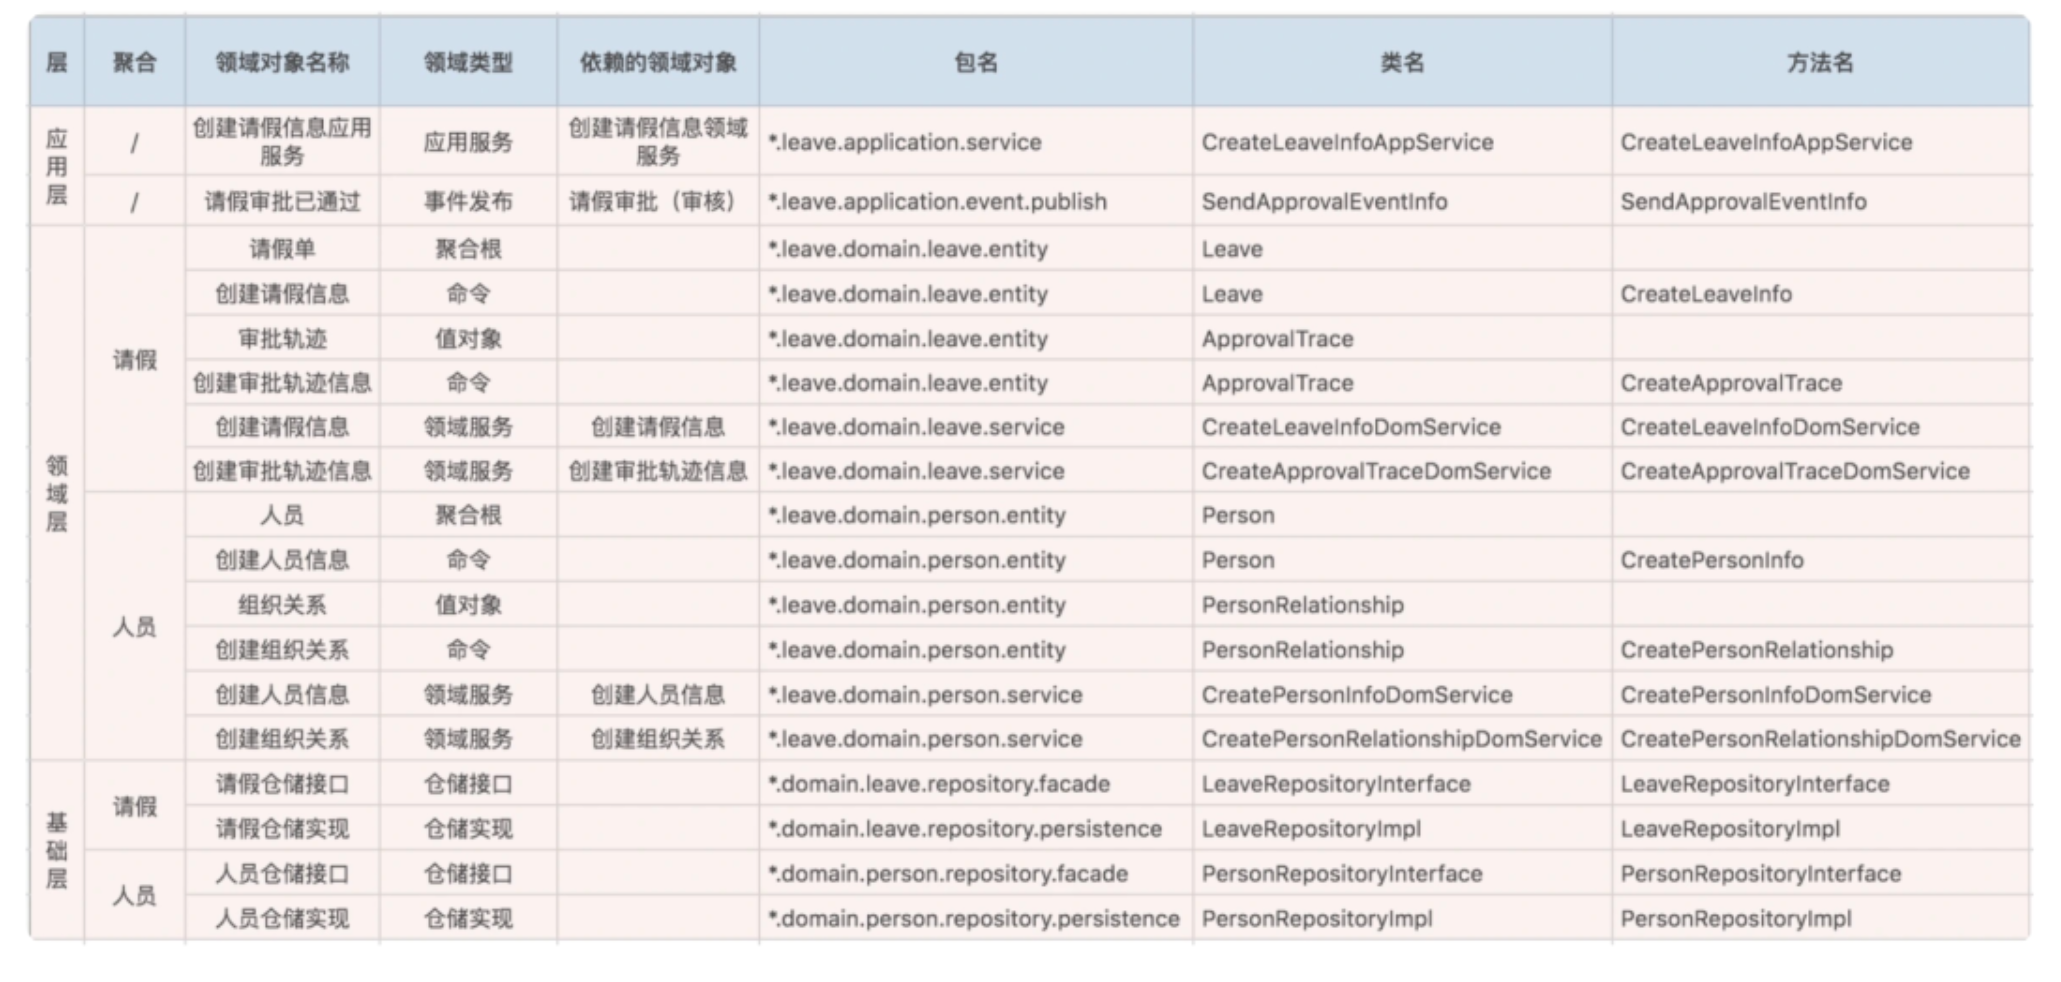 层 聚合 领域对象名称 领域类型 依赖的领域对象 包名 类名 方法名
应用层 / 创建请假信息应用服务 应用服务 创建请假信息领域服务 *.leave.application.service CreateLeaveInfoAppService CreateLeaveInfoAppService
/ 请假审批已通过 事件发布 请假审批（审核） *.leave.application.event.publish SendApprovalEventInfo SendApprovalEventInfo
领域层 请假 请假单 聚合根 *.leave.domain.leave.entity Leave
创建请假信息 命令 *.leave.domain.leave.entity Leave CreateLeaveInfo
审批轨迹 值对象 *.leave.domain.leave.entity ApprovalTrace
创建审批轨迹信息 命令 *.leave.domain.leave.entity ApprovalTrace CreateApprovalTrace
创建请假信息 领域服务 创建请假信息 *.leave.domain.leave.service CreateLeaveInfoDomService CreateLeaveInfoDomService
创建审批轨迹信息 领域服务 创建审批轨迹信息 *.leave.domain.leave.service CreateApprovalTraceDomService CreateApprovalTraceDomService
人员 人员 聚合根 *.leave.domain.person.entity Person
创建人员信息 命令 *.leave.domain.person.entity Person CreatePersonInfo
组织关系 值对象 *.leave.domain.person.entity PersonRelationship
创建组织关系 命令 *.leave.domain.person.entity PersonRelationship CreatePersonRelationship
创建人员信息 领域服务 创建人员信息 *.leave.domain.person.service CreatePersonInfoDomService CreatePersonInfoDomService
创建组织关系 领域服务 创建组织关系 *.leave.domain.person.service CreatePersonRelationshipDomService CreatePersonRelationshipDomService
基础层 请假 请假仓储接口 仓储接口 *.domain.leave.repository.facade LeaveRepositoryInterface LeaveRepositoryInterface
请假仓储实现 仓储实现 *.domain.leave.repository.persistence LeaveRepositoryImpl LeaveRepositoryImpl
人员 人员仓储接口 仓储接口 *.domain.person.repository.facade PersonRepositoryInterface PersonRepositoryInterface
人员仓储实现 仓储实现 *.domain.person.repository.persistence PersonRepositoryImpl PersonRepositoryImpl